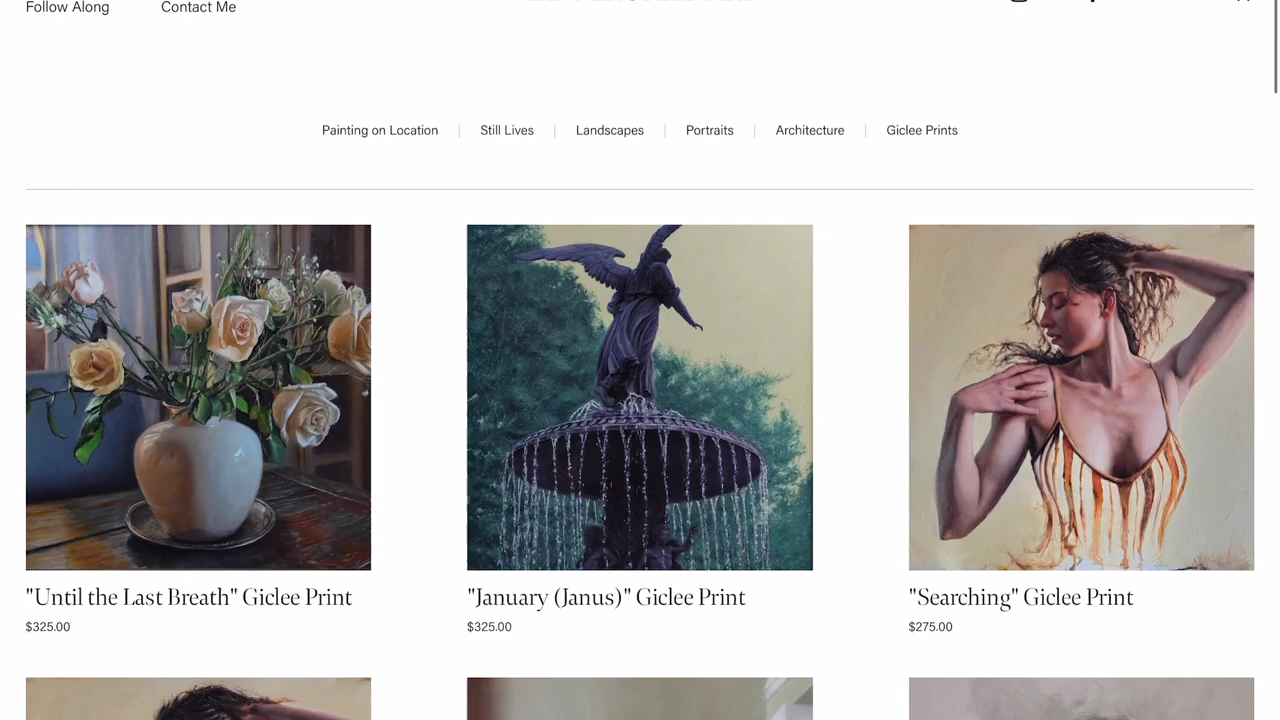 Follow Along
Contact Me
Painting on Location
Still Lives
Landscapes
Portraits
Architecture
Giclee Prints
"Until the Last Breath" Giclee Print
$325.00
"January (Janus)" Giclee Print
$325.00
"Searching" Giclee Print
$275.00